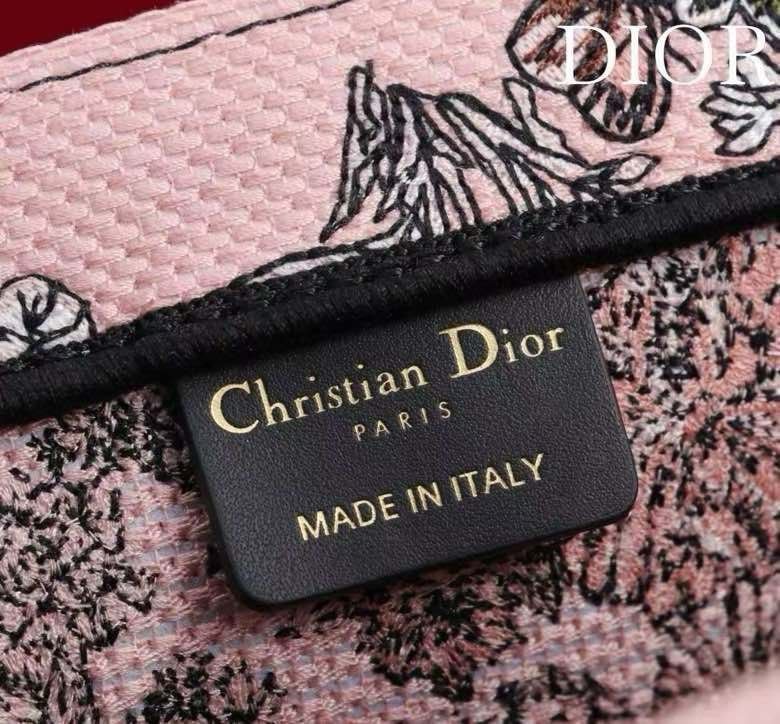 DIOR
Christian Dior
PARIS
MADE IN ITALY